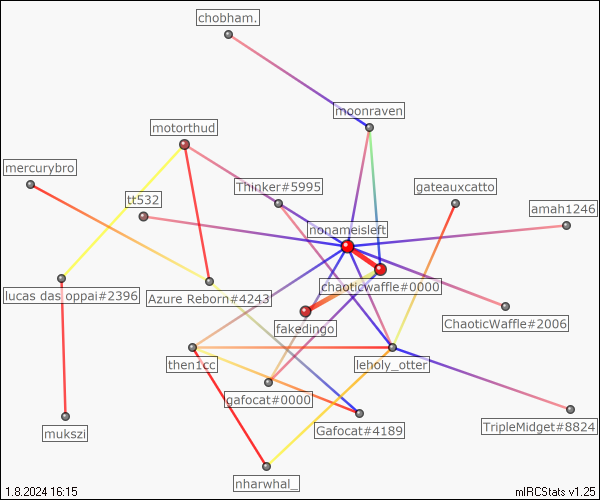 chobham.
moonraven
motorthud
mercurybro
Thinker#5995
gateauxcatto
tt532
amah1246
nonameisleft
chaoticwaffle#0000
lucas das oppai#2396
Azure Reborn#4243
ChaoticWaffle#2006
fakedingo
then1cc
leholy_otter
gafocat#0000
mukszi
Gafocat#4189
TripleMidget#8824
nharwhal_
1.8.2024 16:15
mIRCStats v1.25